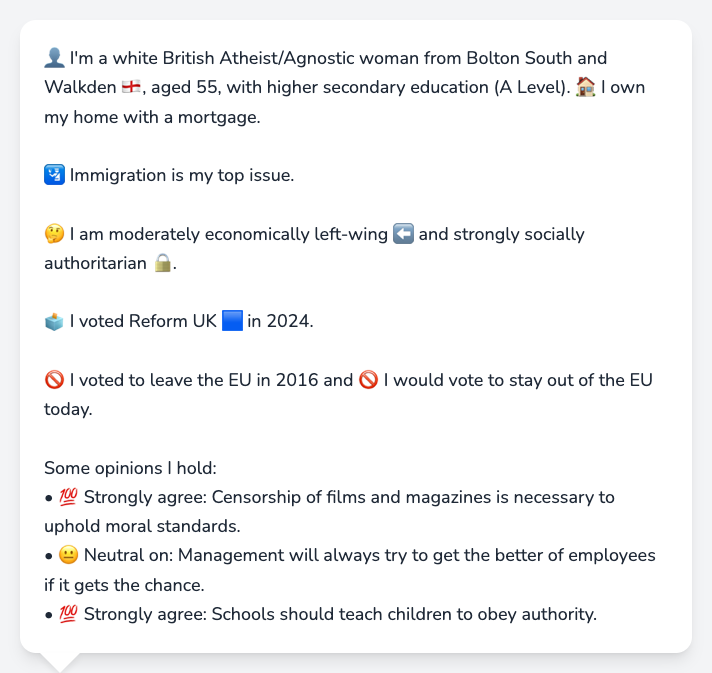 👤 I'm a white British Atheist/Agnostic woman from Bolton South and
Walkden 🏴󠁧󠁢󠁥󠁮󠁧󠁿, aged 55, with higher secondary education (A Level). 🏠 I own
my home with a mortgage.
🛂 Immigration is my top issue.
🤔 I am moderately economically left-wing ⬅️ and strongly socially
authoritarian 🔒.
🗳️ I voted Reform UK 🟦 in 2024.
🚫 I voted to leave the EU in 2016 and 🚫 I would vote to stay out of the EU
today.
Some opinions I hold:
• 💯 Strongly agree: Censorship of films and magazines is necessary to
uphold moral standards.
• 😐 Neutral on: Management will always try to get the better of employees
if it gets the chance.
• 💯 Strongly agree: Schools should teach children to obey authority.